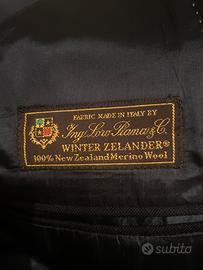 FABRIC MADE IN ITALY BY
Ing. Loro Piana & C.
WINTER ZELANDER®
100% New Zealand Merino Wool
subito